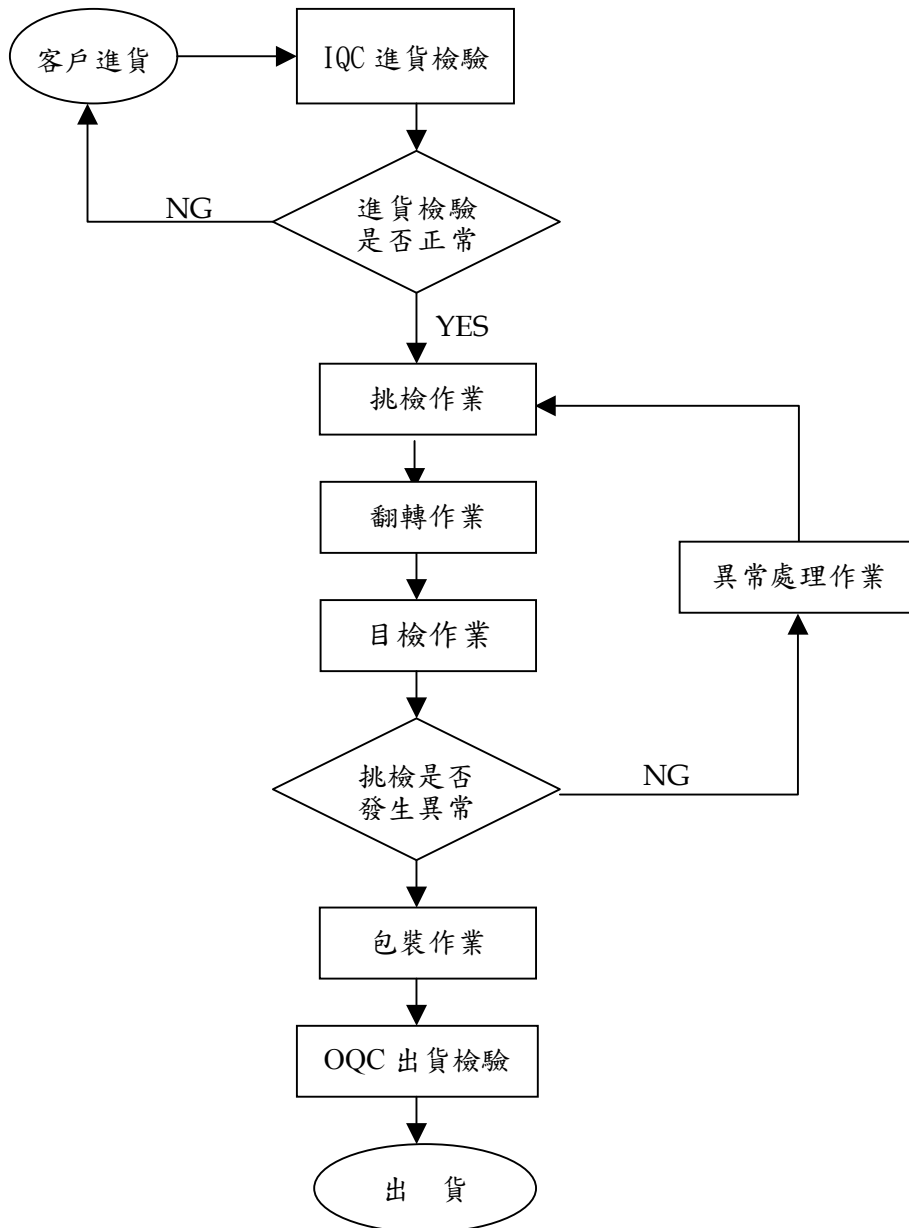 客戶進貨
IQC 進貨檢驗
NG
進貨檢驗
是否正常
YES
挑檢作業
翻轉作業
異常處理作業
目檢作業
挑檢是否
發生異常
NG
包裝作業
OQC 出貨檢驗
出 貨